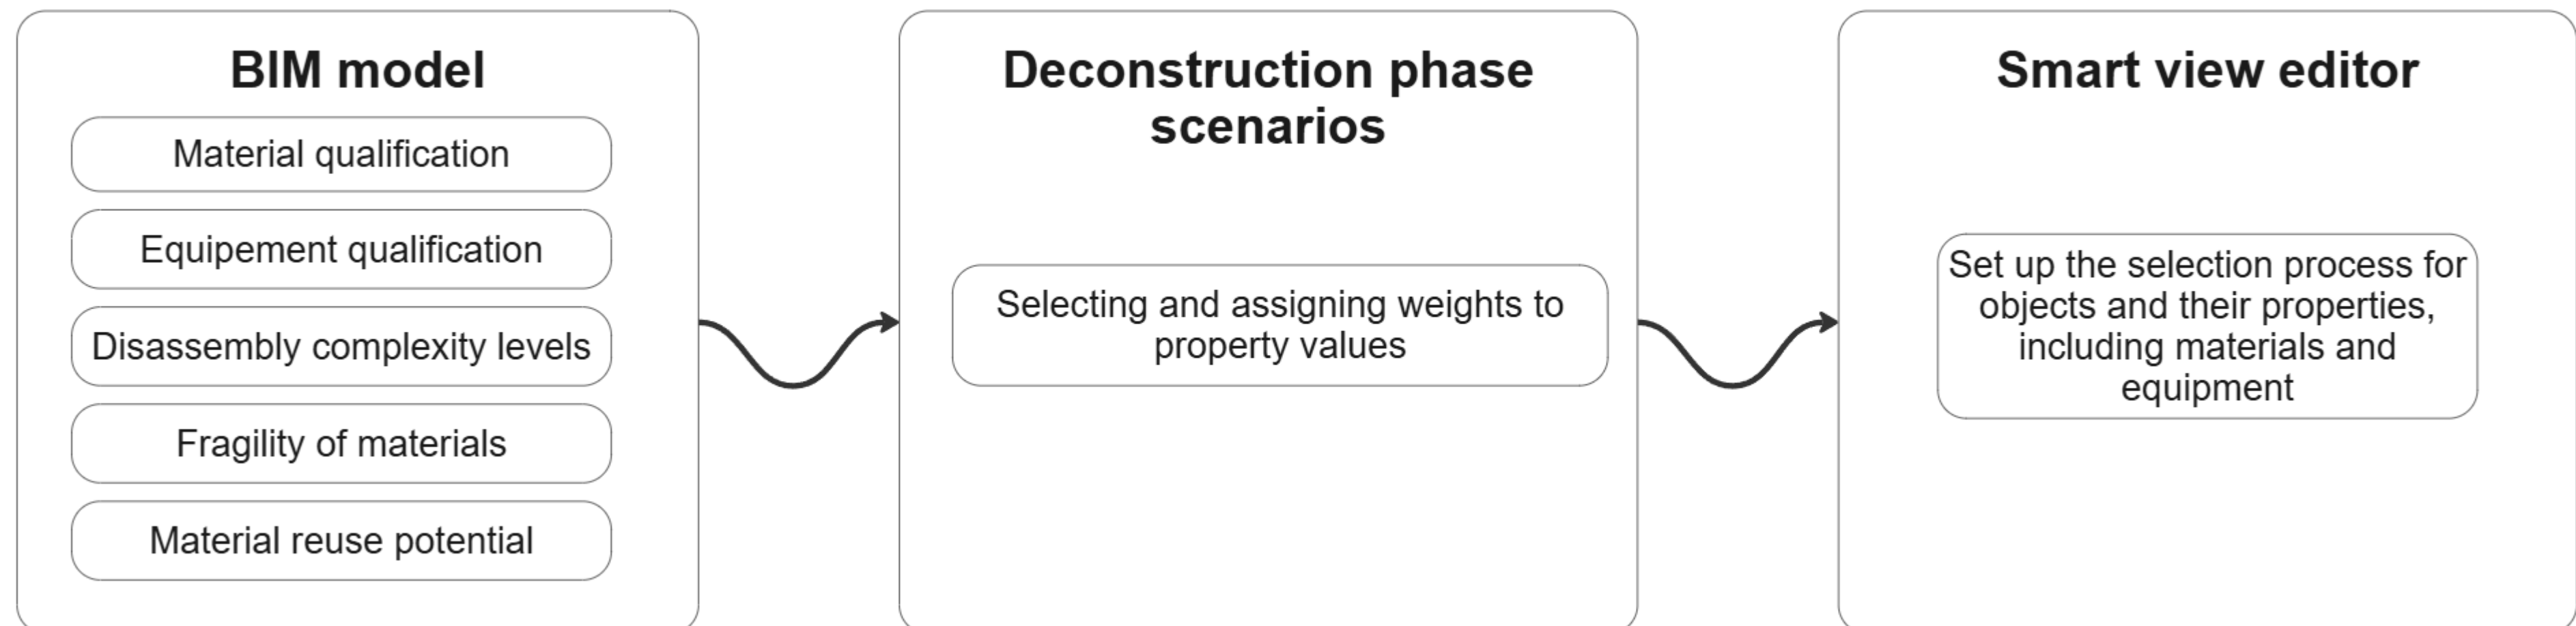 BIM model
Material qualification
Equipement qualification
Disassembly complexity levels
Fragility of materials
Material reuse potential
Deconstruction phase
scenarios
Selecting and assigning weights to
property values
Smart view editor
Set up the selection process for
objects and their properties,
including materials and
equipment